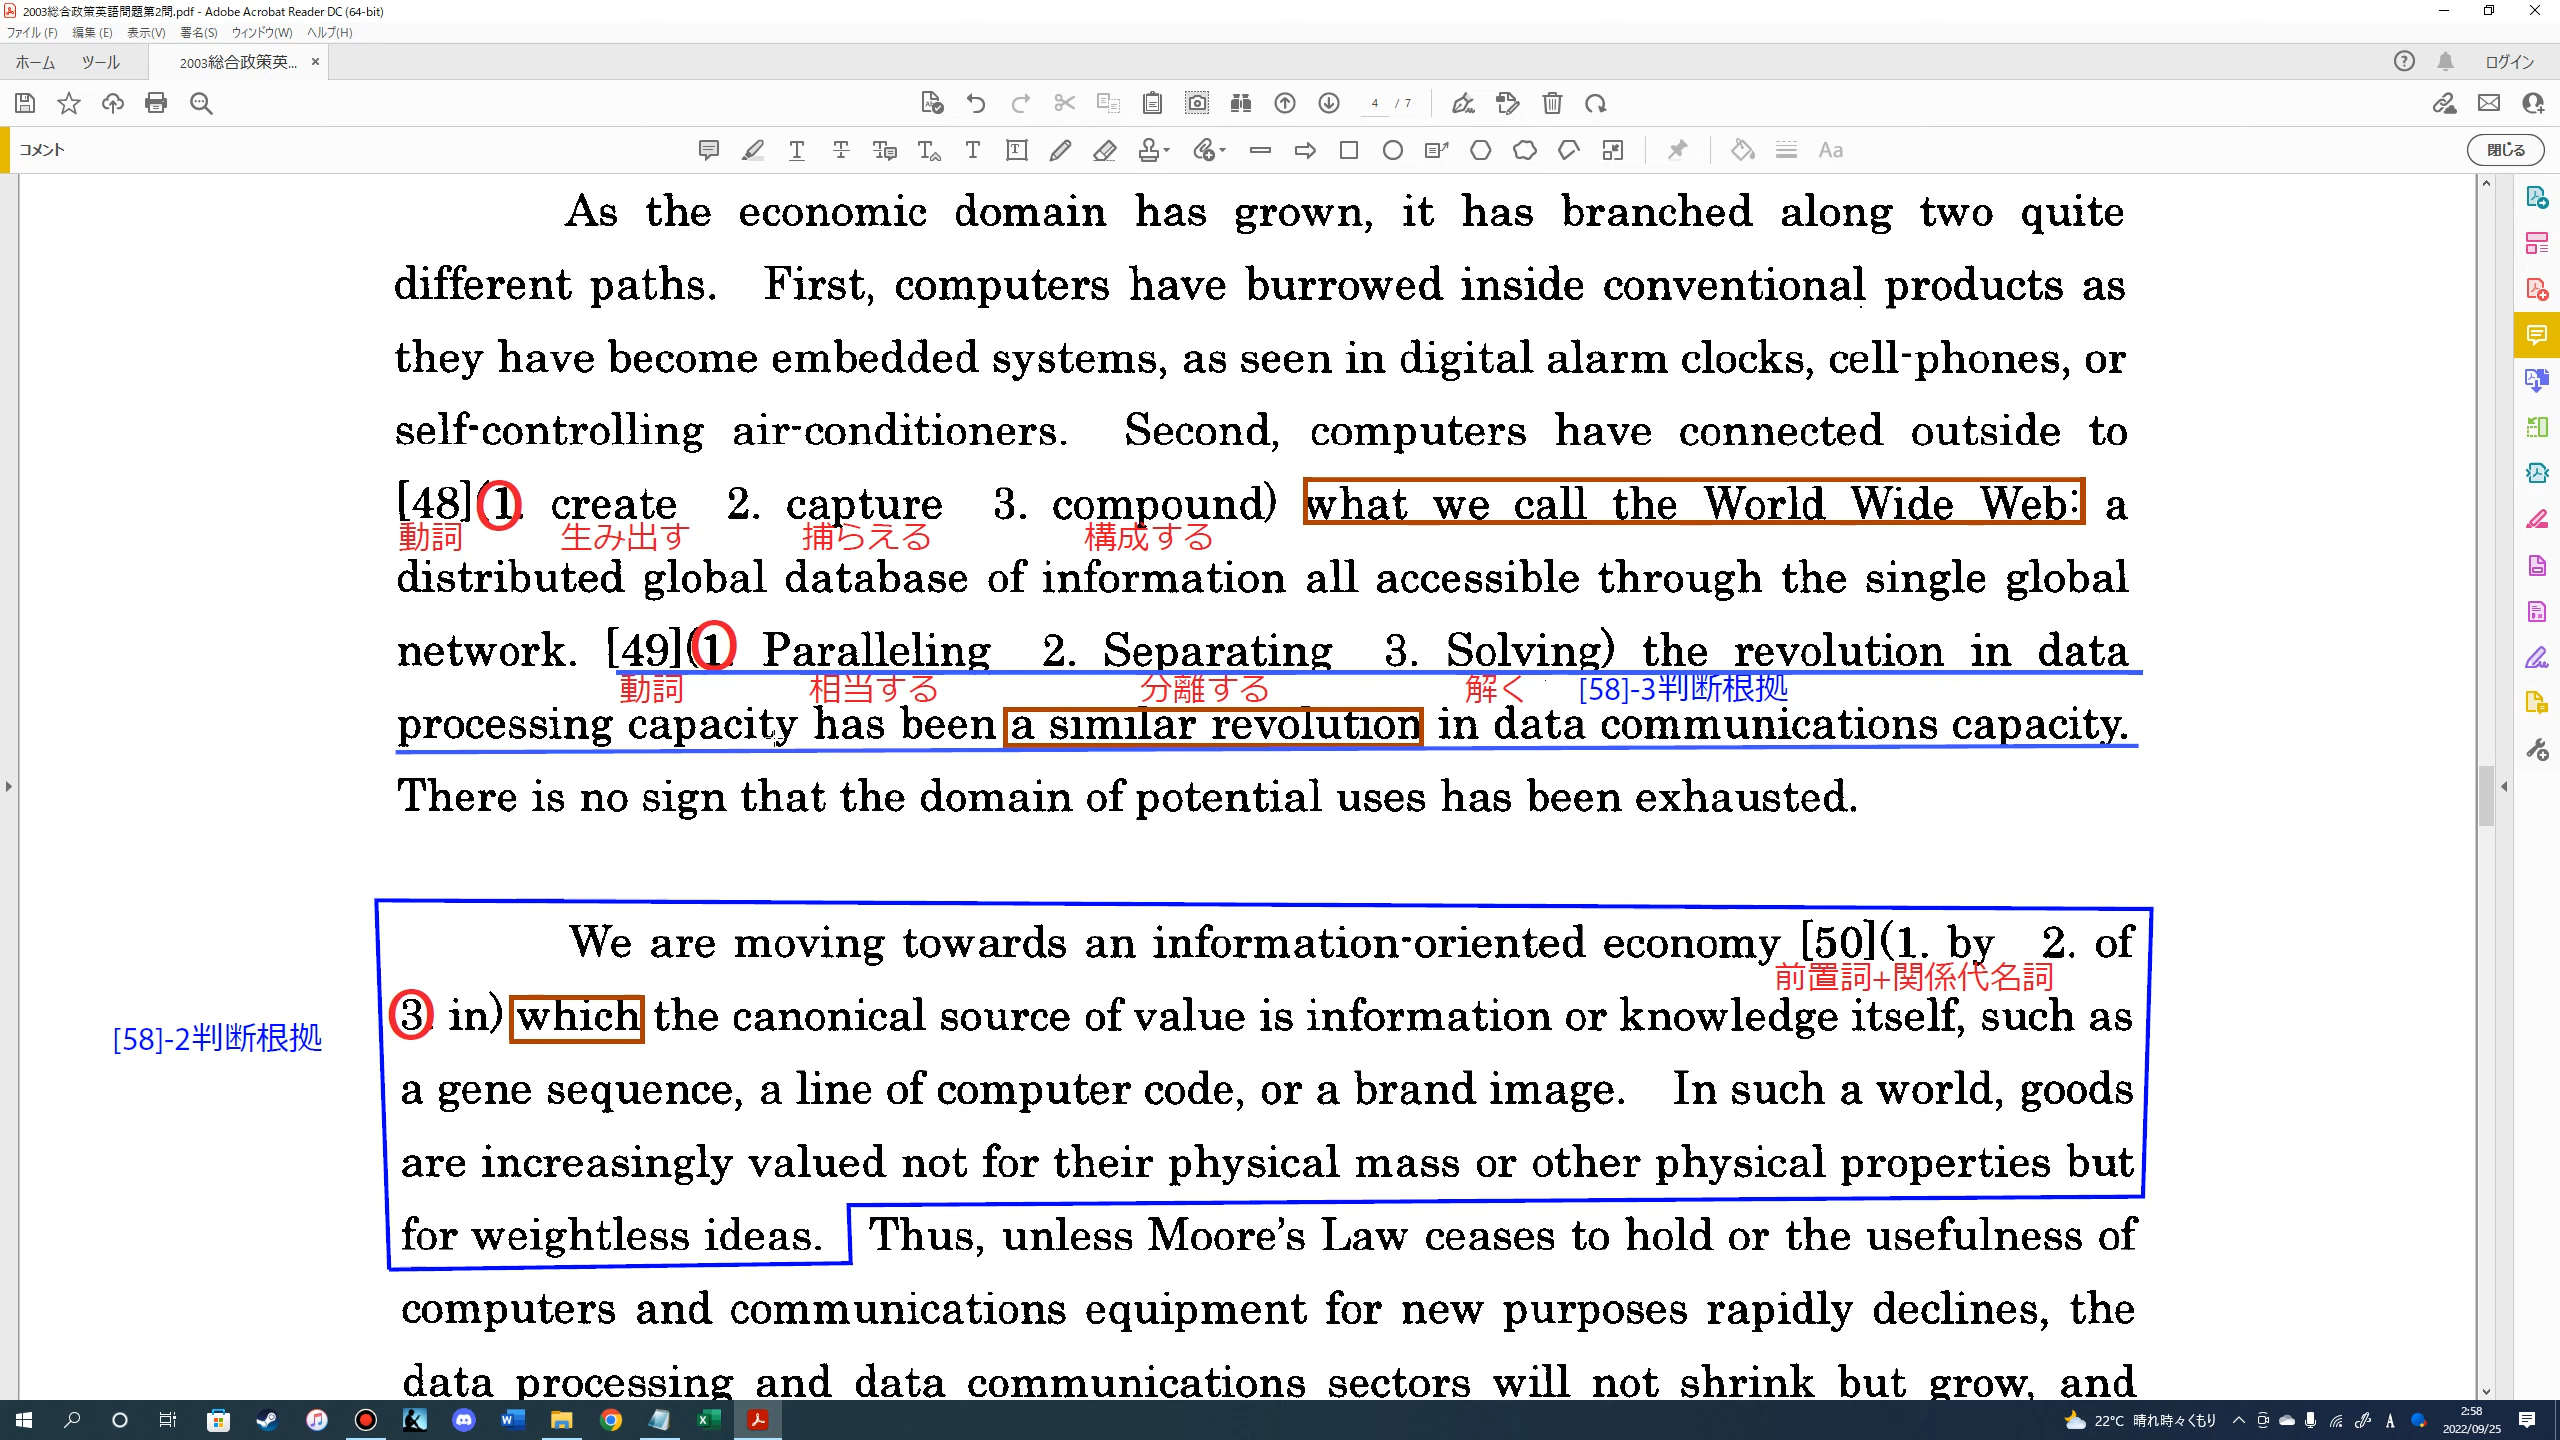 2003総合政策英語問題第2問.pdf - Adobe Acrobat Reader DC (64-bit)
ファイル(F) 編集(E) 表示(V) 署名(S) ウィンドウ(W) ヘルプ(H)
ホーム ツール 2003総合政策英... × ログイン
4 / 7
コメント 閉じる
As the economic domain has grown, it has branched along two quite
different paths. First, computers have burrowed inside conventional products as
they have become embedded systems, as seen in digital alarm clocks, cell-phones, or
self-controlling air-conditioners. Second, computers have connected outside to
[48](1. create 2. capture 3. compound) what we call the World Wide Web: a
動詞 生み出す 捕らえる 構成する
distributed global database of information all accessible through the single global
network. [49](1. Paralleling 2. Separating 3. Solving) the revolution in data
動詞 相当する 分離する 解く [58]-3判断根拠
processing capacity has been a similar revolution in data communications capacity.
There is no sign that the domain of potential uses has been exhausted.
We are moving towards an information-oriented economy [50](1. by 2. of
前置詞+関係代名詞
3. in) which the canonical source of value is information or knowledge itself, such as
[58]-2判断根拠
a gene sequence, a line of computer code, or a brand image. In such a world, goods
are increasingly valued not for their physical mass or other physical properties but
for weightless ideas. Thus, unless Moore's Law ceases to hold or the usefulness of
computers and communications equipment for new purposes rapidly declines, the
data processing and data communications sectors will not shrink but grow, and
22°C 晴れ時々くもり A 2:58
2022/09/25